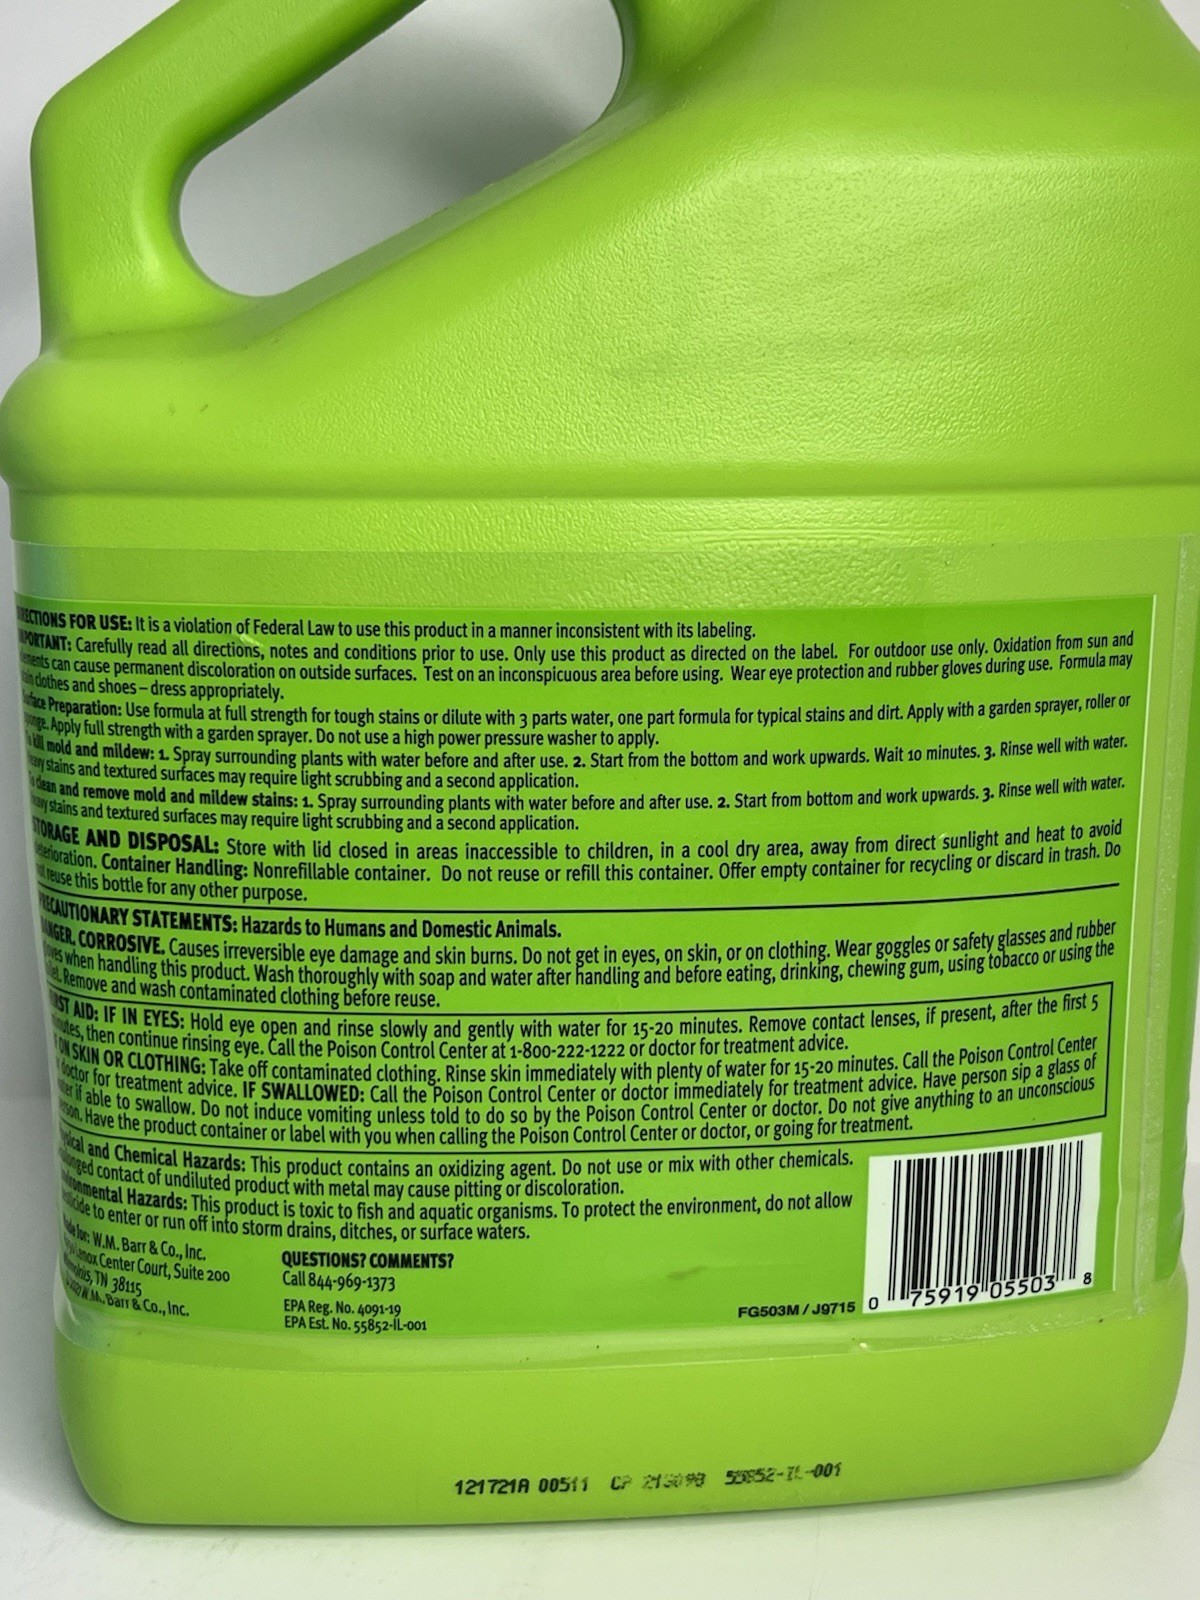 FOR USE: It is a violation of Federal Law to use this product in a manner inconsistent with its labeling.
Carefully read all directions, notes and conditions prior to use. Only use this product as directed on the label. For outdoor use only. Oxidation from sun and
can cause permanent discoloration on outside surfaces. Test on an inconspicuous area before using. Wear eye protection and rubber gloves during use. Formula may
clothes and shoes – dress appropriately.
Preparation: Use formula at full strength for tough stains or dilute with 3 parts water, one part formula for typical stains and dirt. Apply with a garden sprayer, roller or
Apply full strength with a garden sprayer. Do not use a high power pressure washer to apply.
kill mold and mildew: 1. Spray surrounding plants with water before and after use. 2. Start from the bottom and work upwards. Wait 10 minutes. 3. Rinse well with water.
stains and textured surfaces may require light scrubbing and a second application.
clean and remove mold and mildew stains: 1. Spray surrounding plants with water before and after use. 2. Start from bottom and work upwards. 3. Rinse well with water.
stains and textured surfaces may require light scrubbing and a second application.
STORAGE AND DISPOSAL: Store with lid closed in areas inaccessible to children, in a cool dry area, away from direct sunlight and heat to avoid
deterioration. Container Handling: Nonrefillable container. Do not reuse or refill this container. Offer empty container for recycling or discard in trash. Do
reuse this bottle for any other purpose.
PRECAUTIONARY STATEMENTS: Hazards to Humans and Domestic Animals.
CORROSIVE. Causes irreversible eye damage and skin burns. Do not get in eyes, on skin, or on clothing. Wear goggles or safety glasses and rubber
when handling this product. Wash thoroughly with soap and water after handling and before eating, drinking, chewing gum, using tobacco or using the
Remove and wash contaminated clothing before reuse.
AID: IF IN EYES: Hold eye open and rinse slowly and gently with water for 15-20 minutes. Remove contact lenses, if present, after the first 5
then continue rinsing eye. Call the Poison Control Center at 1-800-222-1222 or doctor for treatment advice.
ON SKIN OR CLOTHING: Take off contaminated clothing. Rinse skin immediately with plenty of water for 15-20 minutes. Call the Poison Control Center
doctor for treatment advice. IF SWALLOWED: Call the Poison Control Center or doctor immediately for treatment advice. Have person sip a glass of
if able to swallow. Do not induce vomiting unless told to do so by the Poison Control Center or doctor. Do not give anything to an unconscious
Have the product container or label with you when calling the Poison Control Center or doctor, or going for treatment.
and Chemical Hazards: This product contains an oxidizing agent. Do not use or mix with other chemicals.
contact of undiluted product with metal may cause pitting or discoloration.
Hazards: This product is toxic to fish and aquatic organisms. To protect the environment, do not allow
to enter or run off into storm drains, ditches, or surface waters.
for: W.M. Barr & Co., Inc.
Center Court, Suite 200
TN 38115
W.M. Barr & Co., Inc.
QUESTIONS? COMMENTS?
Call 844-969-1373
EPA Reg. No. 4091-19
EPA Est. No. 55852-IL-001
FG503M / J9715
0 75919 05503 8
121721A 00511 55852-IL-001